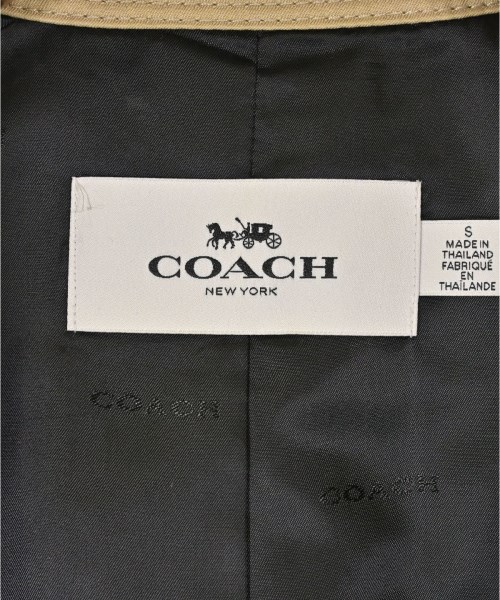 COACH
NEW YORK
S
MADE IN
THAILAND
FABRIQUÉ
EN
THAÏLANDE
COACH
COACH